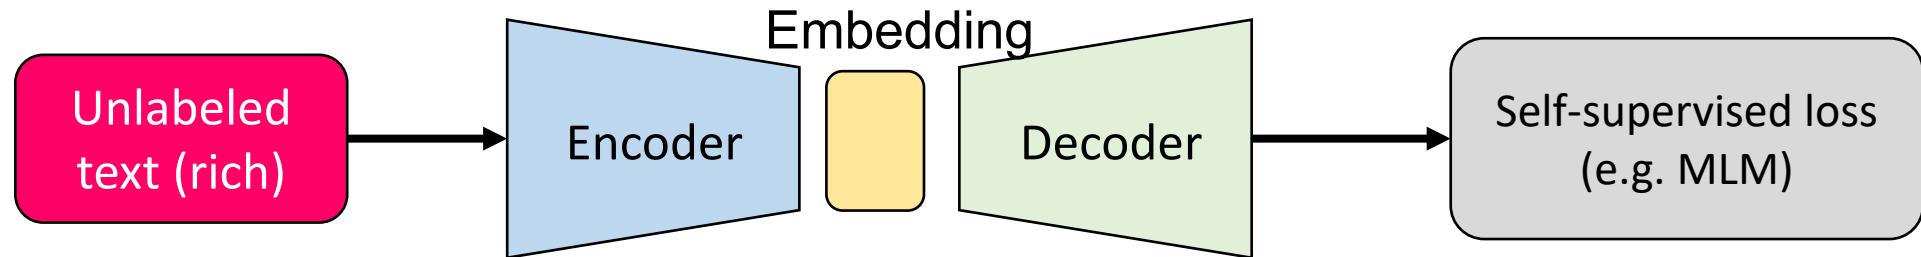 Unlabeled
text (rich)
Encoder
Embedding
Decoder
Self-supervised loss
(e.g. MLM)